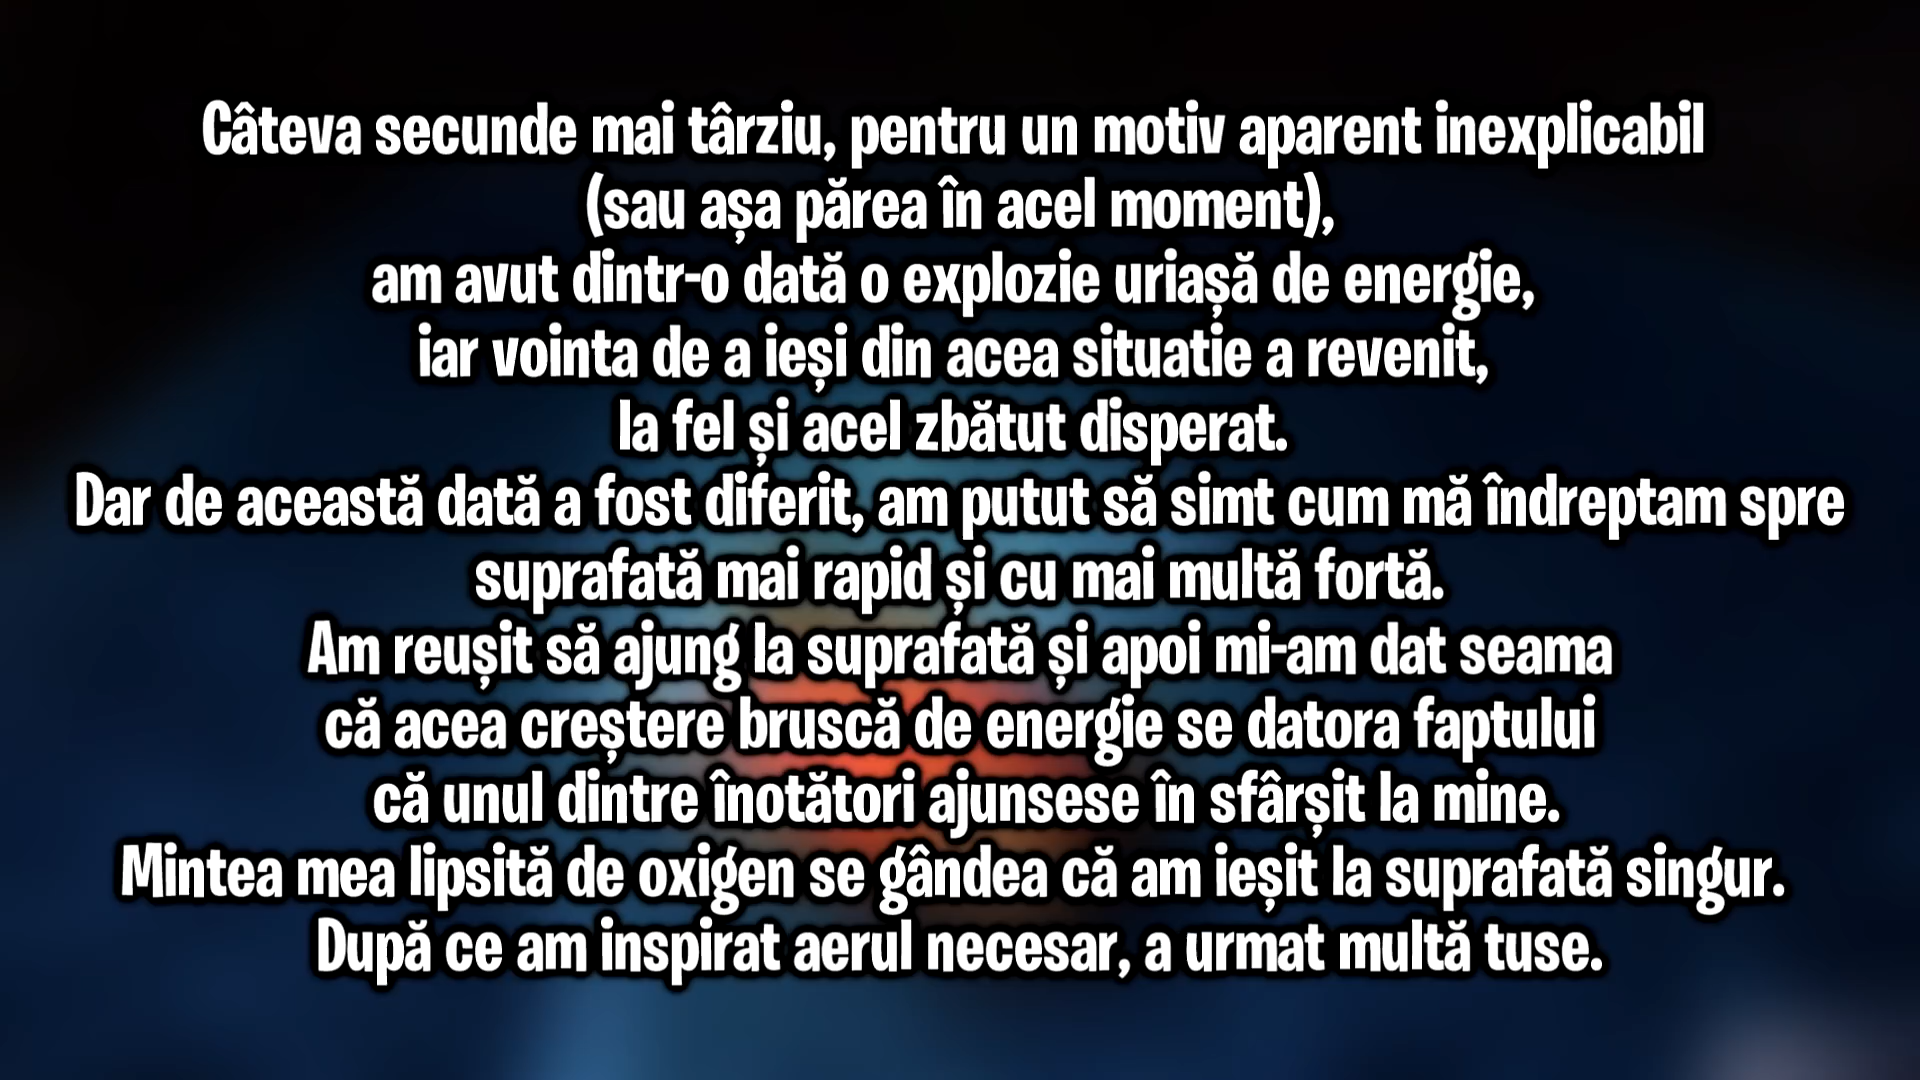 Câteva secunde mai târziu, pentru un motiv aparent inexplicabil
(sau așa părea în acel moment),
am avut dintr-o dată o explozie uriașă de energie,
iar vointa de a ieși din acea situatie a revenit,
la fel și acel zbătut disperat.
Dar de această dată a fost diferit, am putut să simt cum mă îndreptam spre
suprafată mai rapid și cu mai multă fortă.
Am reușit să ajung la suprafată și apoi mi-am dat seama
că acea creștere bruscă de energie se datora faptului
că unul dintre înotători ajunsese în sfârșit la mine.
Mintea mea lipsită de oxigen se gândea că am ieșit la suprafată singur.
După ce am inspirat aerul necesar, a urmat multă tuse.